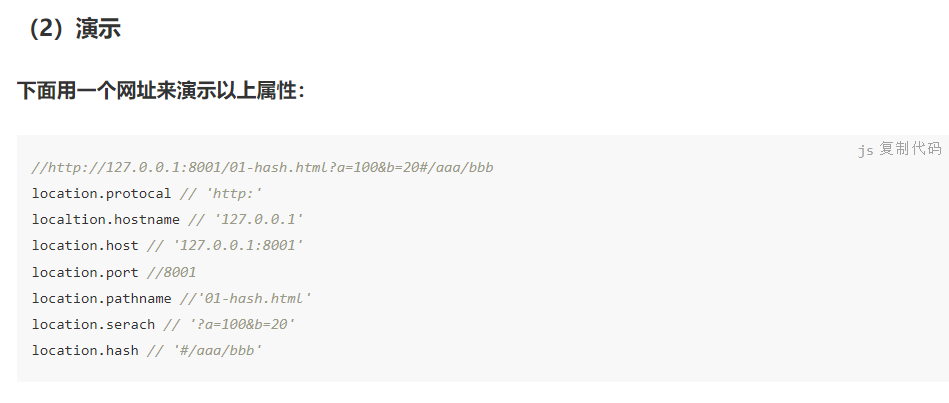 （2）演示
下面用一个网址来演示以上属性：
js 复制代码
//http://127.0.0.1:8001/01-hash.html?a=100&b=20#/aaa/bbb
location.protocal // 'http:'
localtion.hostname // '127.0.0.1'
location.host // '127.0.0.1:8001'
location.port //8001
location.pathname //'01-hash.html'
location.serach // '?a=100&b=20'
location.hash // '#/aaa/bbb'